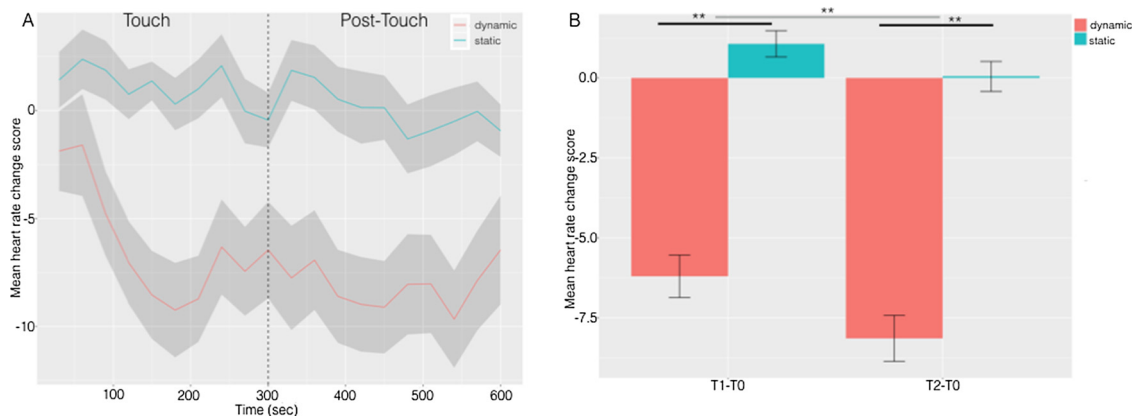 A
Touch
Post-Touch
dynamic
static
Mean heart rate change score
0
-5
-10
100
200
300
400
500
600
Time (sec)
B
**
**
**
dynamic
static
Mean heart rate change score
0.0
-2.5
-5.0
-7.5
T1-T0
T2-T0